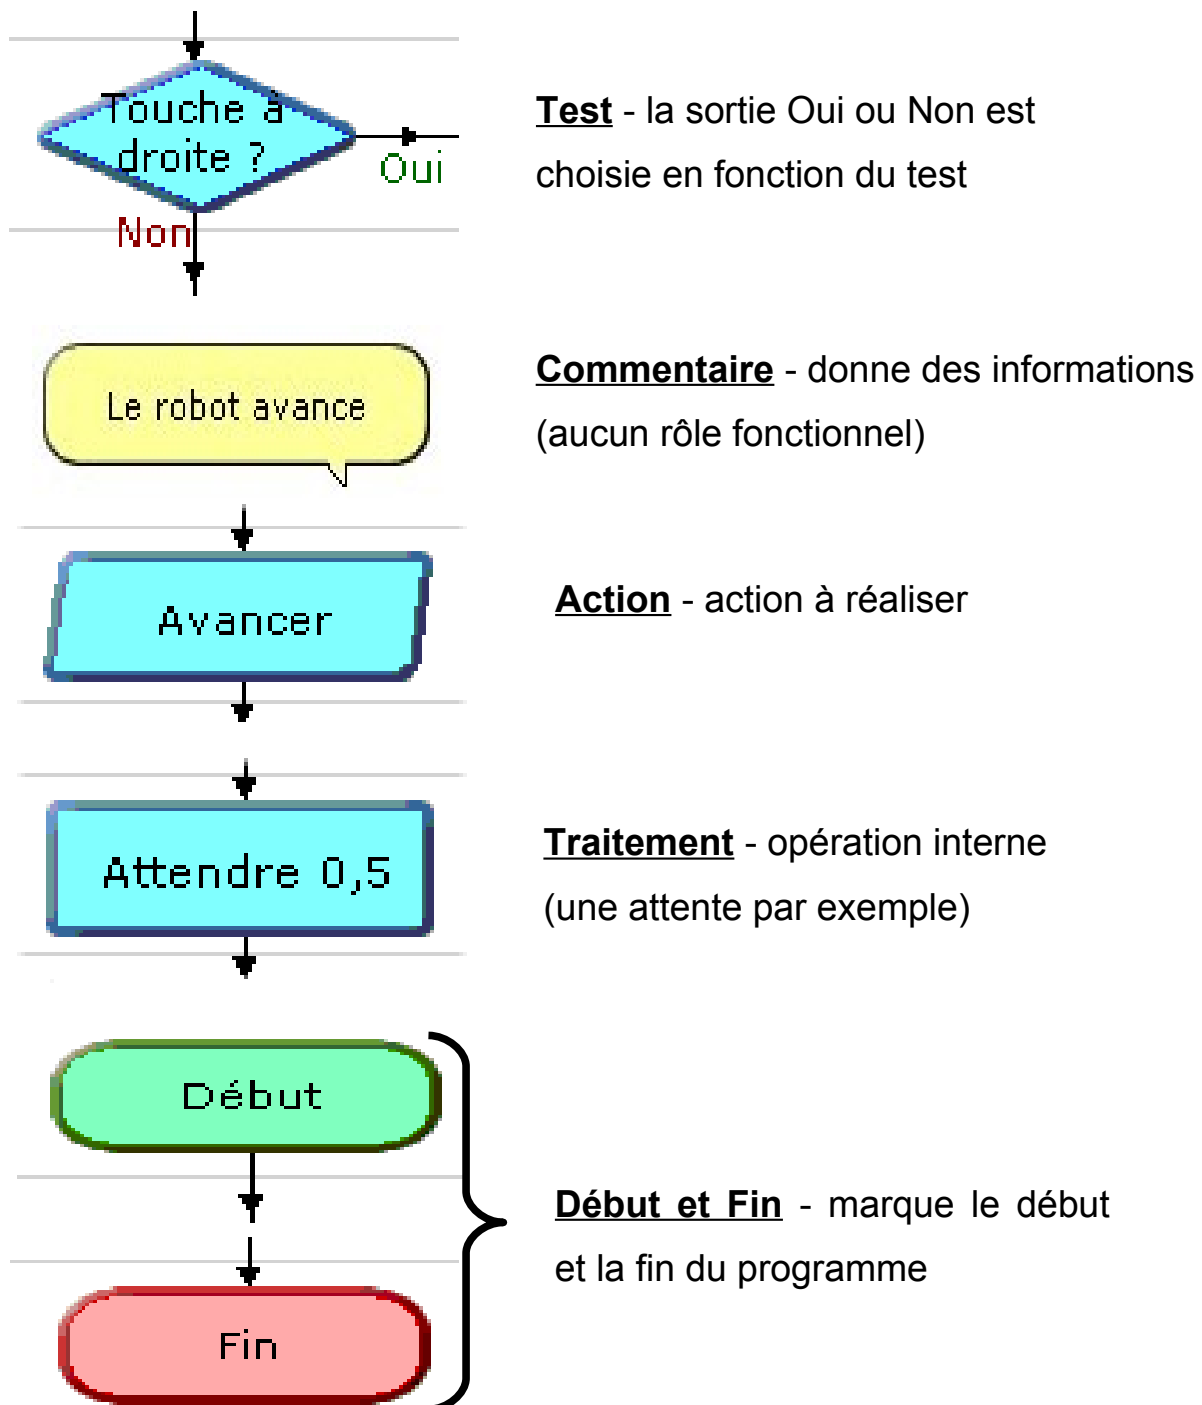 Touche à
droite ?
Oui
Non
Test - la sortie Oui ou Non est
choisie en fonction du test
Le robot avance
Commentaire - donne des informations
(aucun rôle fonctionnel)
Avancer
Action - action à réaliser
Attendre 0,5
Traitement - opération interne
(une attente par exemple)
Début
Fin
Début et Fin - marque le début
et la fin du programme